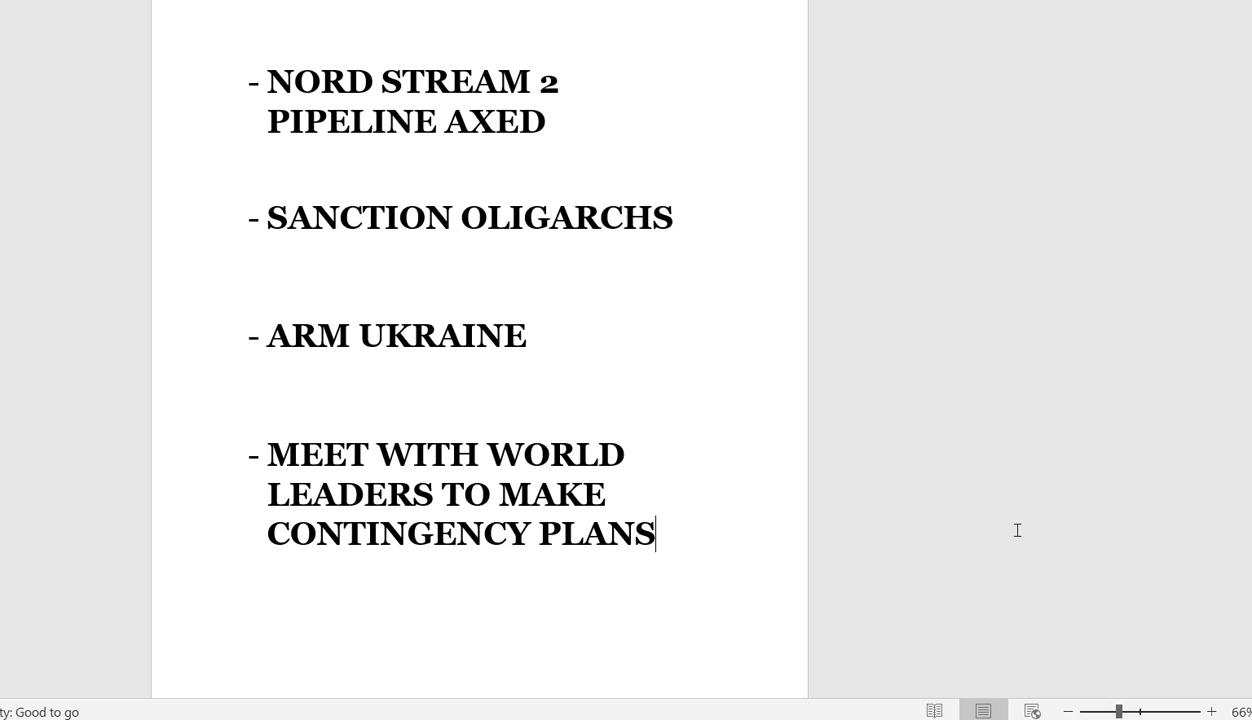 - NORD STREAM 2
PIPELINE AXED
- SANCTION OLIGARCHS
- ARM UKRAINE
- MEET WITH WORLD
LEADERS TO MAKE
CONTINGENCY PLANS
ty: Good to go
66%